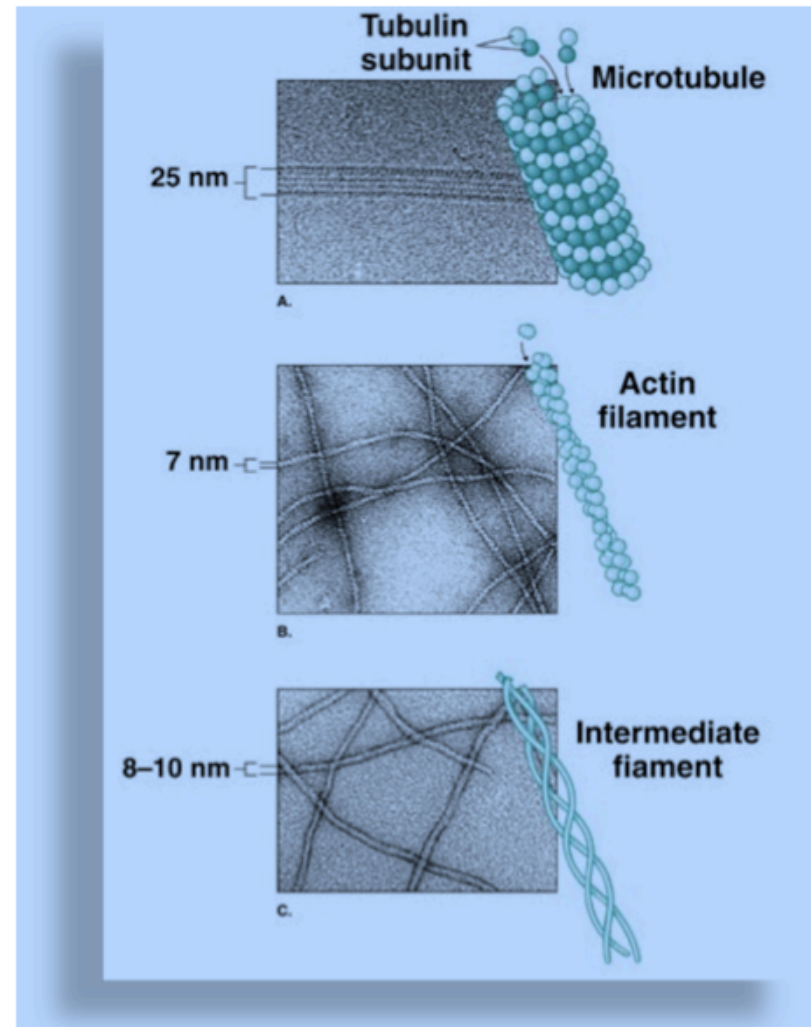 Tubulin
subunit
Microtubule
25 nm
A.
Actin
filament
7 nm
B.
Intermediate
fiament
8–10 nm
C.